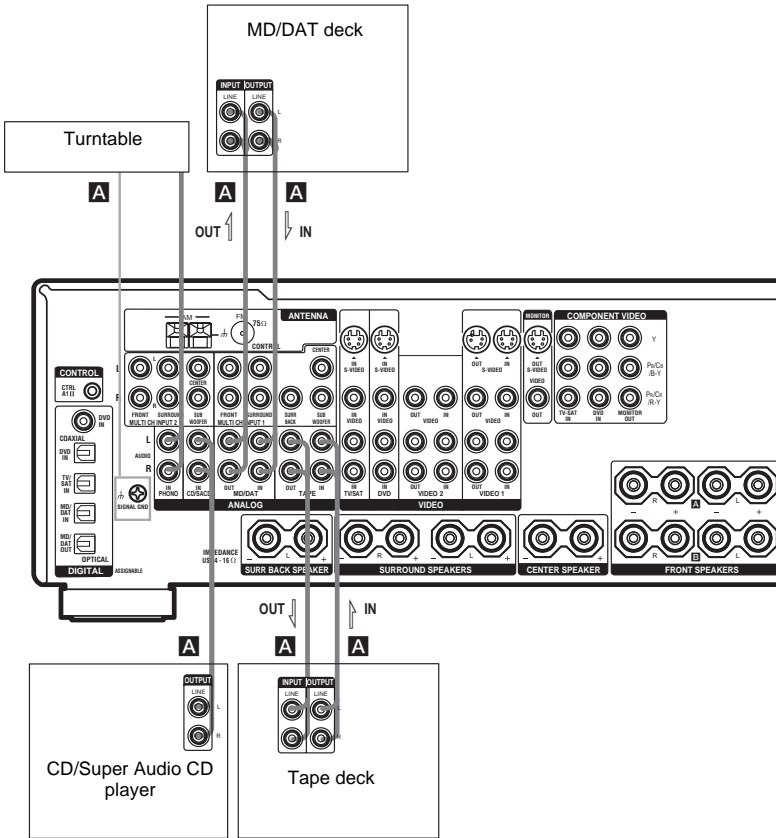 MD/DAT deck
INPUT OUTPUT
LINE LINE
L
R
Turntable
A A A
OUT IN
AM FM 75Ω ANTENNA
CONTROL
CENTER
MONITOR COMPONENT VIDEO
Y
PB/CB
/B-Y
PR/CR
/R-Y
IN
S-VIDEO
IN
S-VIDEO
OUT IN
S-VIDEO
OUT
S-VIDEO
VIDEO
CONTROL
CTRL
A1 II
L L
R R
CENTER
FRONT SURROUND SUB
WOOFER
MULTI CH INPUT 2
FRONT SURROUND
MULTI CH INPUT 1
SURR
BACK
SUB
WOOFER
IN
VIDEO
IN
VIDEO
OUT IN
VIDEO
OUT IN
VIDEO
OUT
TV-SAT
IN
DVD
IN
MONITOR
OUT
DVD
IN
COAXIAL
DVD
IN
TV/
SAT
IN
MD/
DAT
IN
MD/
DAT
OUT
OPTICAL
DIGITAL ASSIGNABLE
L
AUDIO
R
SIGNAL GND
IN
PHONO
IN
CD/SACD
OUT IN
MD/DAT
OUT IN
TAPE
IN
TV/SAT
IN
DVD
OUT IN
VIDEO 2
OUT IN
VIDEO 1
ANALOG VIDEO
R A L
– + – +
R B L
IMPEDANCE
USE 4 - 16 Ω
– L +
– R + – L +
– +
SURR BACK SPEAKER SURROUND SPEAKERS CENTER SPEAKER FRONT SPEAKERS
OUT IN
A A A
OUTPUT
LINE
L
R
CD/Super Audio CD
player
INPUT OUTPUT
LINE LINE
L
R
Tape deck